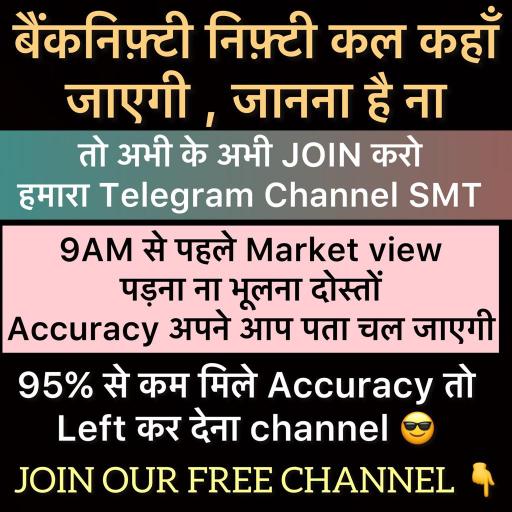 बैंकनिफ़्टी निफ़्टी कल कहाँ
जाएगी , जानना है ना
तो अभी के अभी JOIN करो
हमारा Telegram Channel SMT
9AM से पहले Market view
पड़ना ना भूलना दोस्तों
Accuracy अपने आप पता चल जाएगी
95% से कम मिले Accuracy तो
Left कर देना channel 😎
JOIN OUR FREE CHANNEL 👇